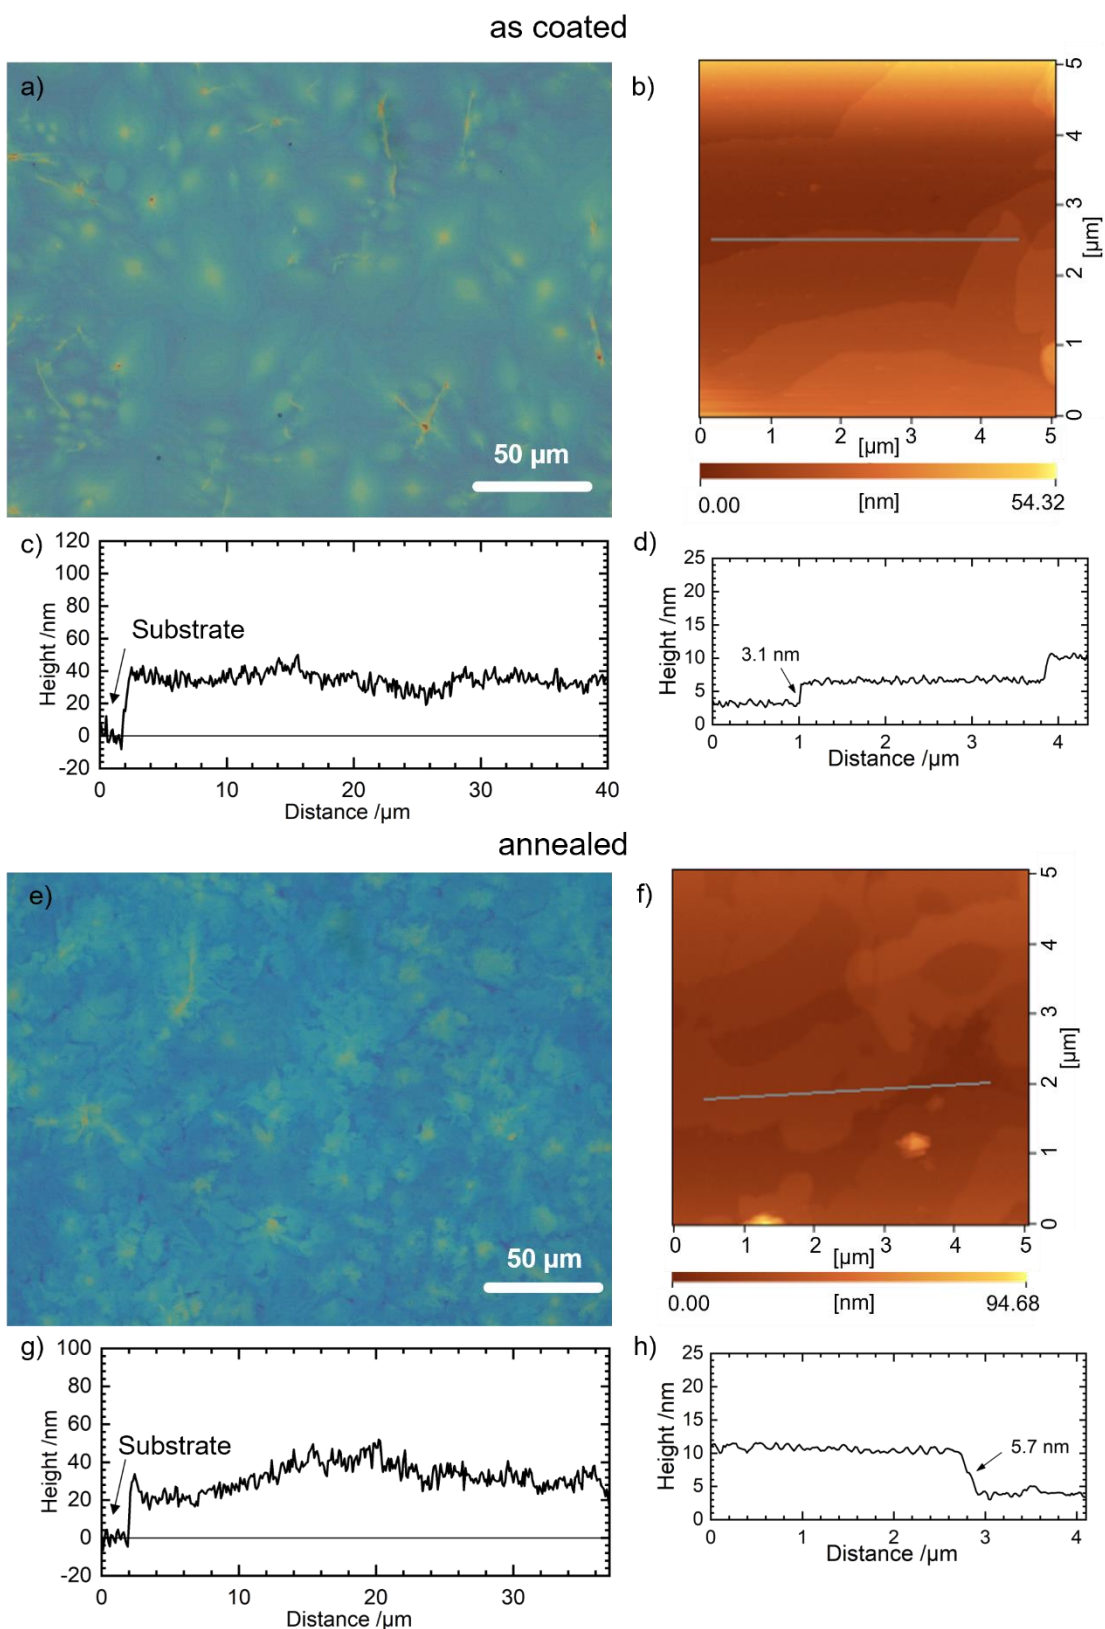 as coated
a)
50 µm
b)
5
4
3
2
1
0
[µm]
0 1 2 3 4 5
[µm]
0.00 [nm] 54.32
c)
120
100
80
60
40
20
0
-20
Height /nm
Substrate
0 10 20 30 40
Distance /µm
d)
25
20
15
10
5
0
Height /nm
3.1 nm
0 1 2 3 4
Distance /µm
annealed
e)
50 µm
f)
5
4
3
2
1
0
[µm]
0 1 2 3 4 5
[µm]
0.00 [nm] 94.68
g)
100
80
60
40
20
0
-20
Height /nm
Substrate
0 10 20 30
Distance /µm
h)
25
20
15
10
5
0
Height /nm
5.7 nm
0 1 2 3 4
Distance /µm